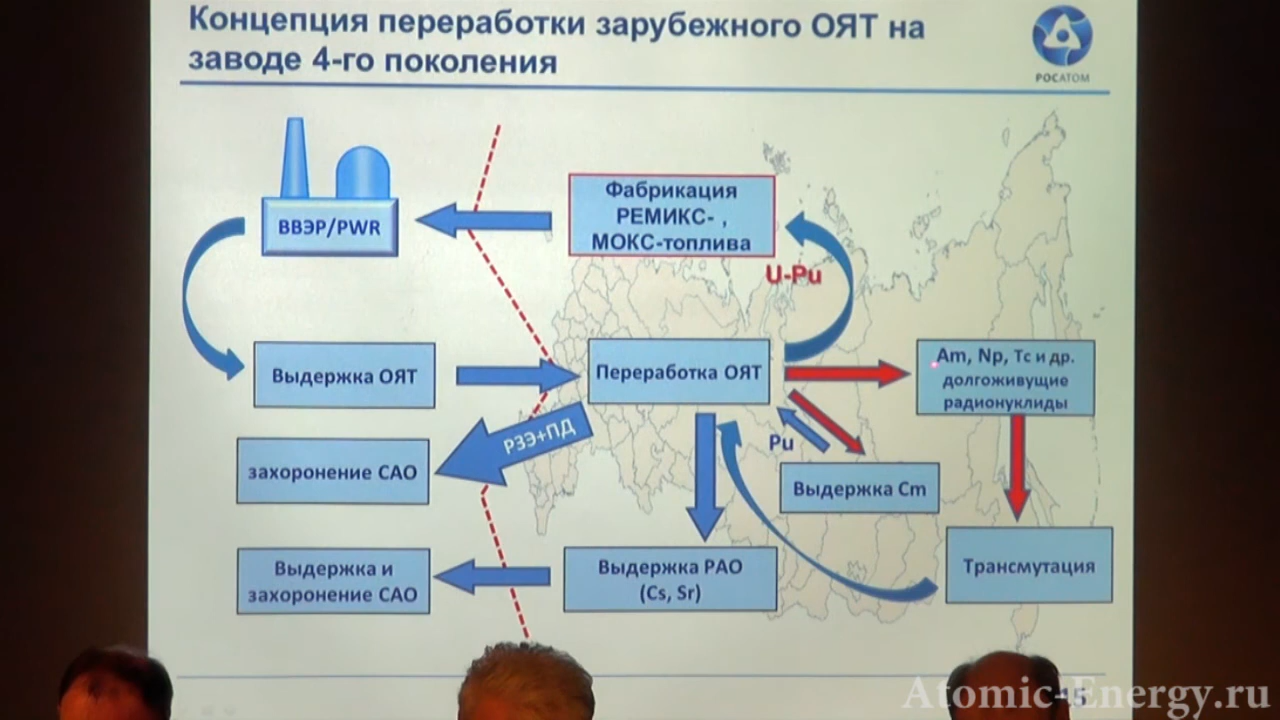 Концепция переработки зарубежного ОЯТ на
заводе 4-го поколения
РОСАТОМ
ВВЭР/PWR
Фабрикация
РЕМИКС- ,
МОКС-топлива
U-Pu
Выдержка ОЯТ
Переработка ОЯТ
Am, Np, Tc и др.
долгоживущие
радионуклиды
РЗЭ+ПД
Pu
захоронение САО
Выдержка Cm
Выдержка и
захоронение САО
Выдержка РАО
(Cs, Sr)
Трансмутация
Atomic-Energy.ru